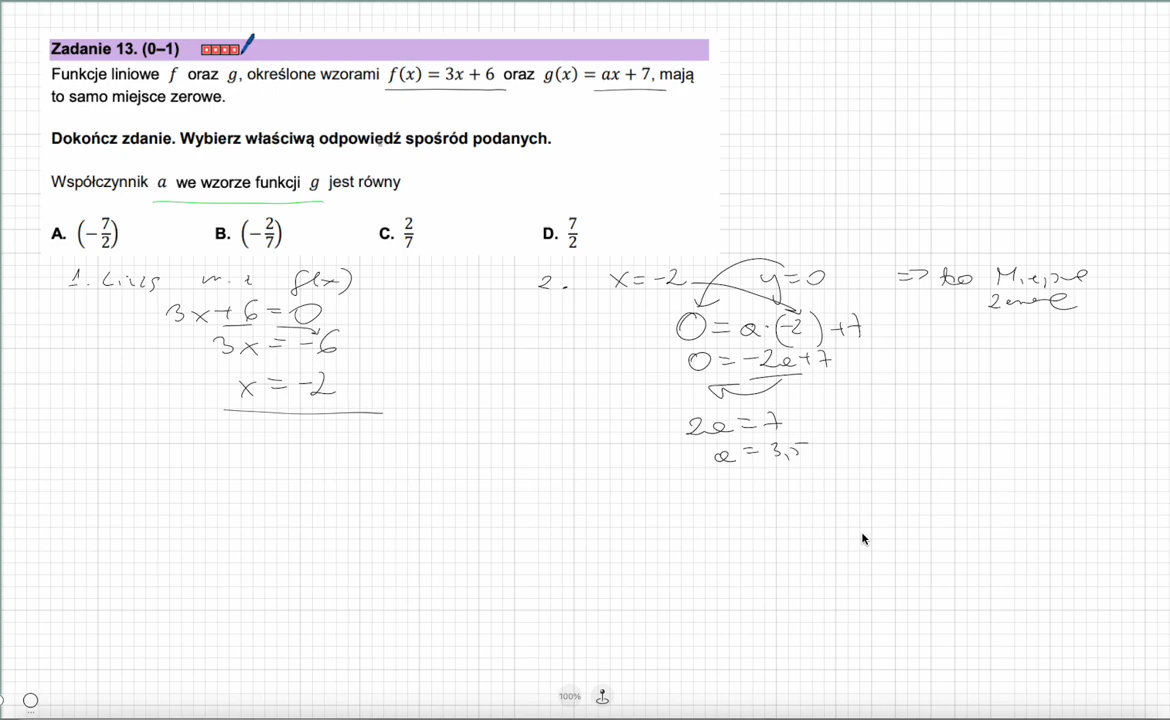 Zadanie 13. (0–1)
Funkcje liniowe f oraz g, określone wzorami f(x) = 3x + 6 oraz g(x) = ax + 7, mają
to samo miejsce zerowe.
Dokończ zdanie. Wybierz właściwą odpowiedź spośród podanych.
Współczynnik a we wzorze funkcji g jest równy
A. (−7/2) B. (−2/7) C. 2/7 D. 7/2
1. Liczę m. z f(x)
3x + 6 = 0
3x = −6
x = −2
2. x = −2 y = 0 => to Miejsce
zerowe
0 = a · (−2) + 7
0 = −2a + 7
2a = 7
a = 3,5
100%